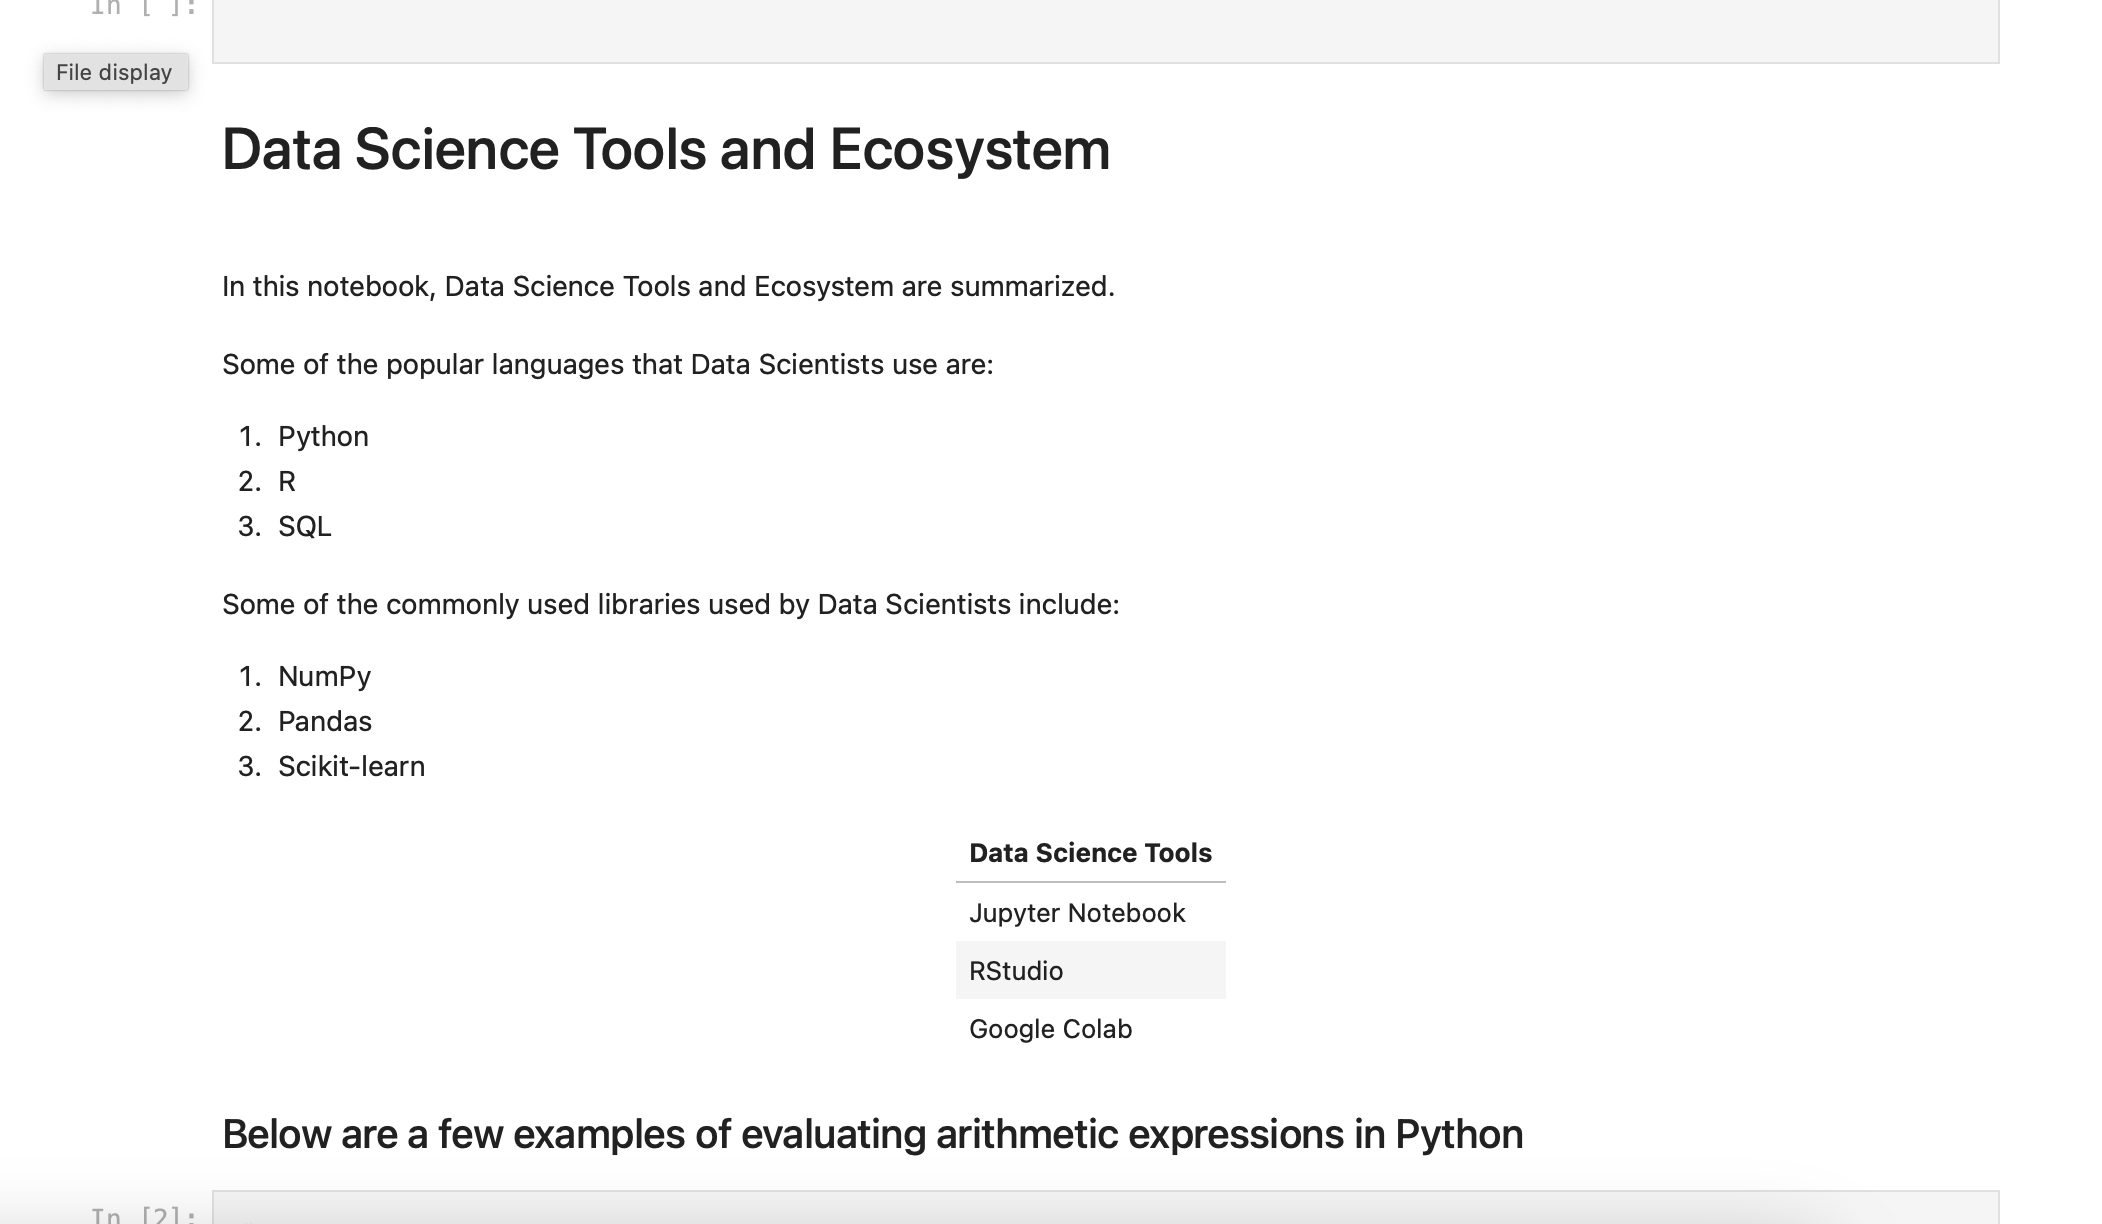 In [ ]:
File display
Data Science Tools and Ecosystem
In this notebook, Data Science Tools and Ecosystem are summarized.
Some of the popular languages that Data Scientists use are:
1. Python
2. R
3. SQL
Some of the commonly used libraries used by Data Scientists include:
1. NumPy
2. Pandas
3. Scikit-learn
Data Science Tools
Jupyter Notebook
RStudio
Google Colab
Below are a few examples of evaluating arithmetic expressions in Python
In [2]: